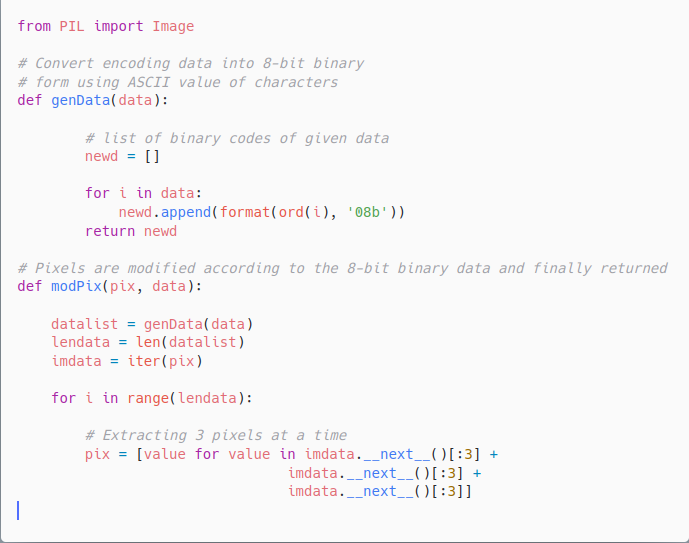 from PIL import Image
# Convert encoding data into 8-bit binary
# form using ASCII value of characters
def genData(data):
# list of binary codes of given data
newd = []
for i in data:
newd.append(format(ord(i), '08b'))
return newd
# Pixels are modified according to the 8-bit binary data and finally returned
def modPix(pix, data):
datalist = genData(data)
lendata = len(datalist)
imdata = iter(pix)
for i in range(lendata):
# Extracting 3 pixels at a time
pix = [value for value in imdata.__next__()[:3] +
imdata.__next__()[:3] +
imdata.__next__()[:3]]